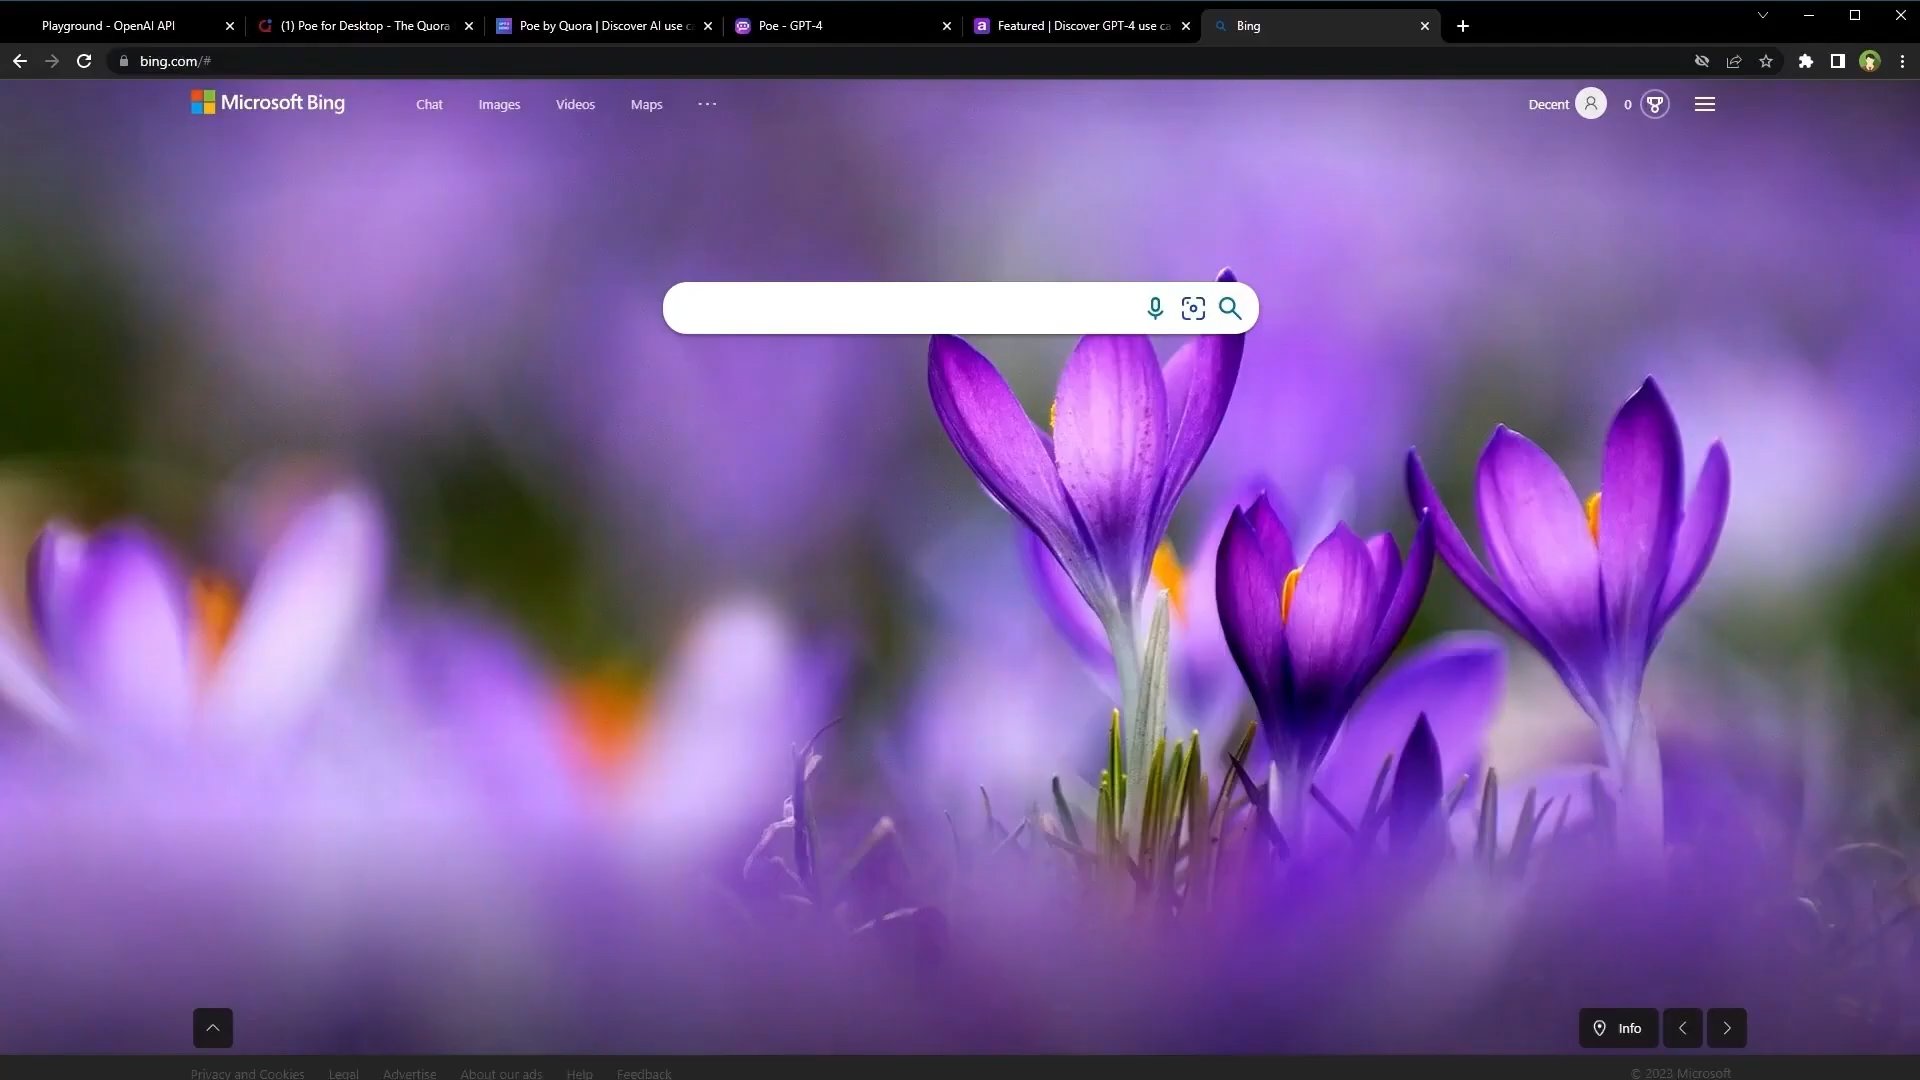 Playground - OpenAI API
(1) Poe for Desktop - The Quora
Poe by Quora | Discover AI use ca
Poe - GPT-4
Featured | Discover GPT-4 use ca
Bing
bing.com/#
Microsoft Bing
Chat
Images
Videos
Maps
Decent
0
Info
Privacy and Cookies
Legal
Advertise
About our ads
Help
Feedback
© 2023 Microsoft